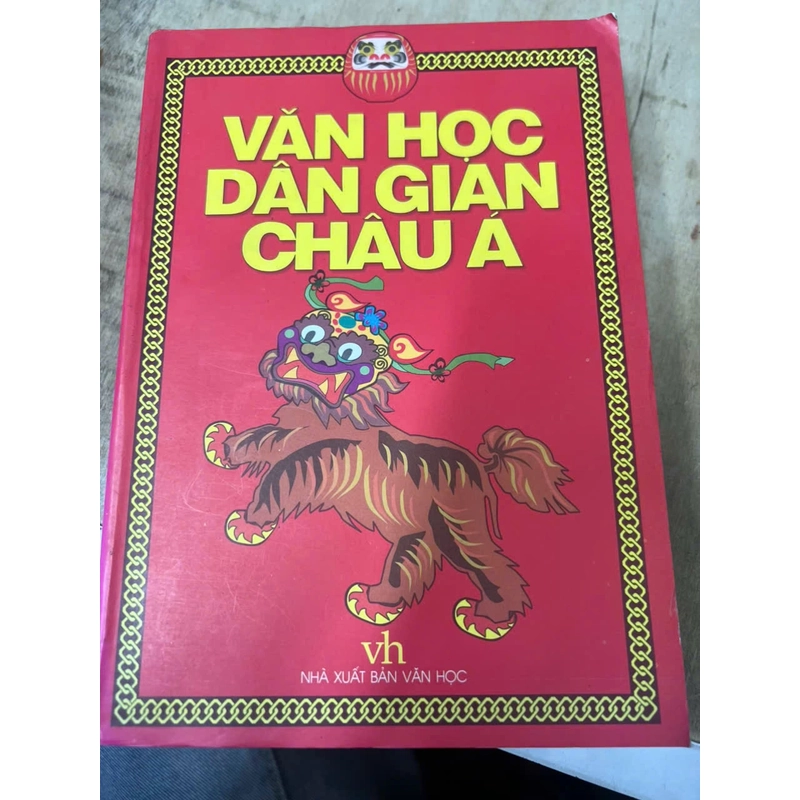 VĂN HỌC
DÂN GIAN
CHÂU Á
vh
NHÀ XUẤT BẢN VĂN HỌC